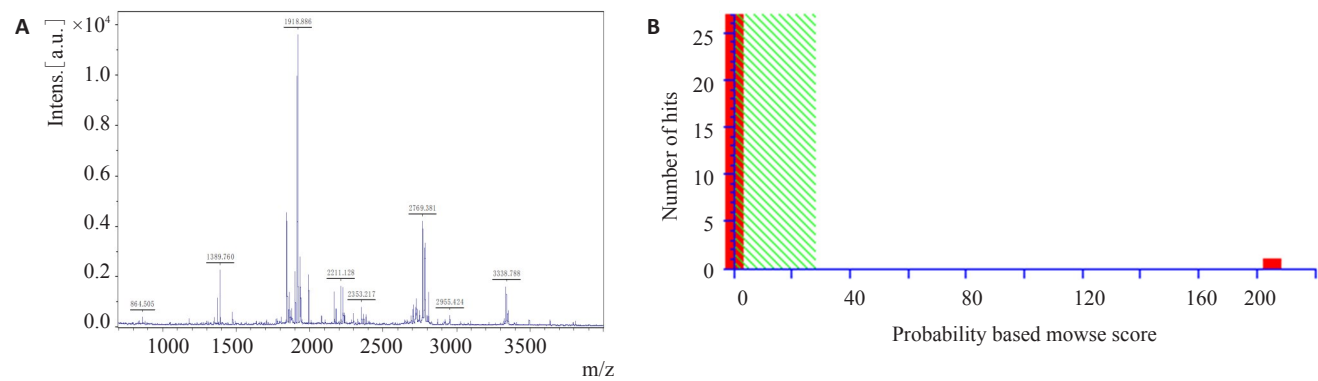 A
Intens.[a.u.]
×10⁴
1.0
0.8
0.6
0.4
0.2
0.0
1918.886
2769.381
1389.760
2211.128
2353.217
3338.788
864.505
2955.424
1000 1500 2000 2500 3000 3500
m/z
B
Number of hits
25
20
15
10
5
0
0 40 80 120 160 200
Probability based mowse score